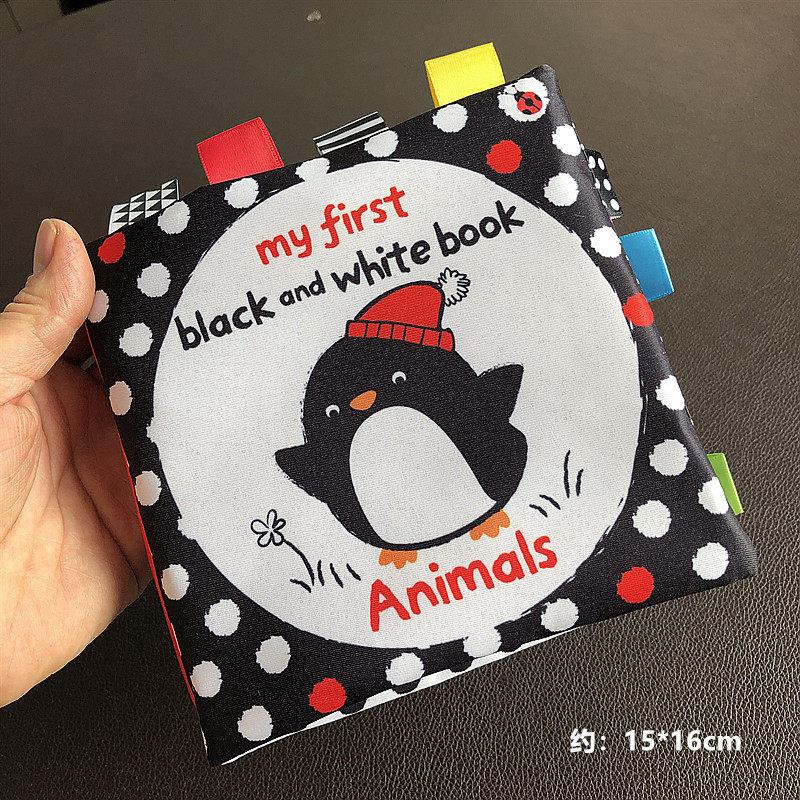 my first
black and white book
Animals
约：15*16cm